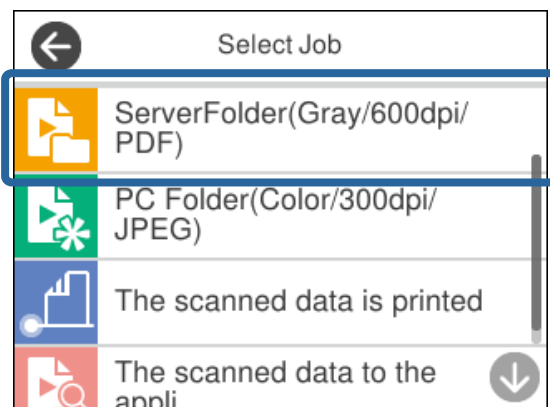 Select Job
ServerFolder(Gray/600dpi/
PDF)
PC Folder(Color/300dpi/
JPEG)
The scanned data is printed
The scanned data to the
appli...